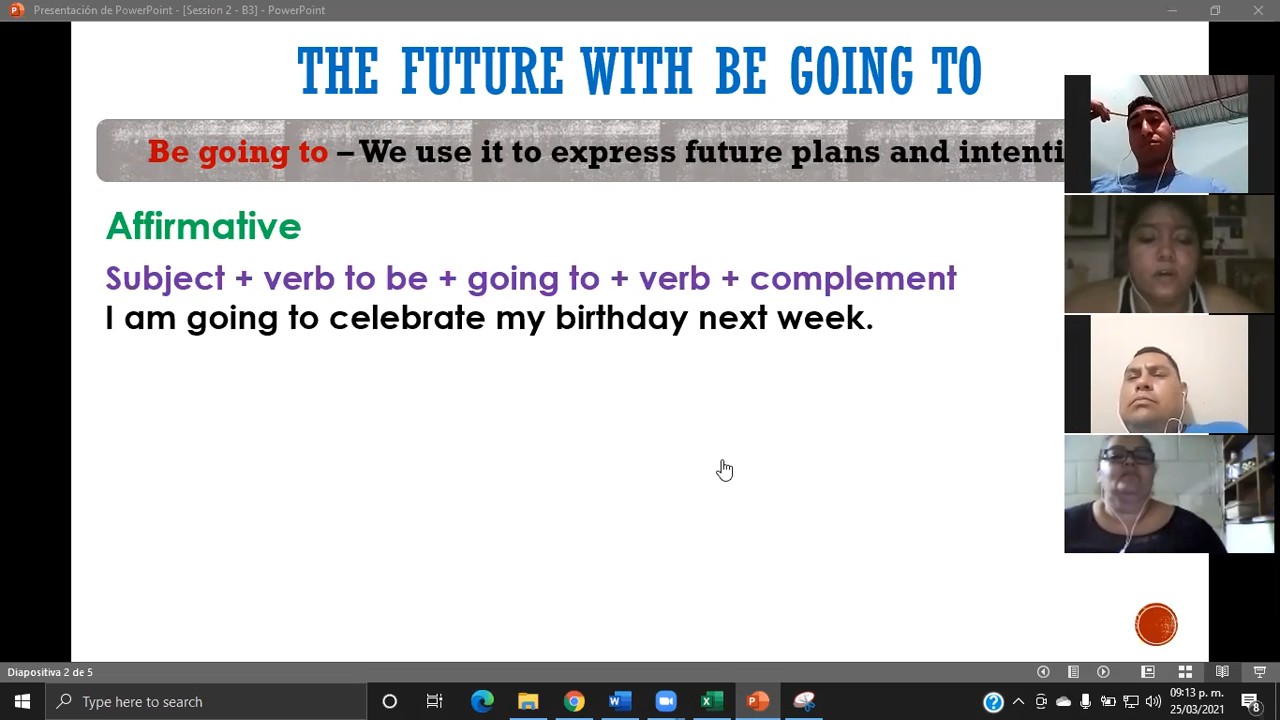 Presentación de PowerPoint - [Session 2 - B3] - PowerPoint
THE FUTURE WITH BE GOING TO
Be going to – We use it to express future plans and intenti
Affirmative
Subject + verb to be + going to + verb + complement
I am going to celebrate my birthday next week.
Diapositiva 2 de 5
Type here to search
09:13 p. m.
25/03/2021
8